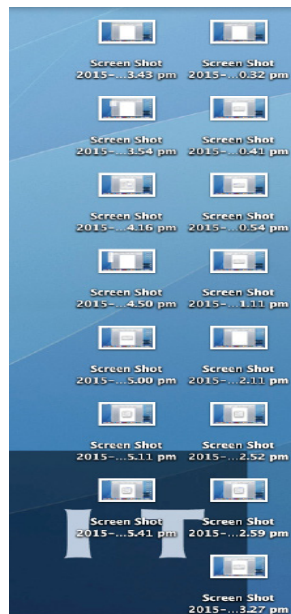 Screen Shot
2015-...3.43 pm
Screen Shot
2015-...0.32 pm
Screen Shot
2015-...3.54 pm
Screen Shot
2015-...0.41 pm
Screen Shot
2015-...4.16 pm
Screen Shot
2015-...0.54 pm
Screen Shot
2015-...4.50 pm
Screen Shot
2015-...1.11 pm
Screen Shot
2015-...5.00 pm
Screen Shot
2015-...2.11 pm
Screen Shot
2015-...5.11 pm
Screen Shot
2015-...2.52 pm
Screen Shot
2015-...5.41 pm
Screen Shot
2015-...2.59 pm
I T
Screen Shot
2015-...3.27 pm